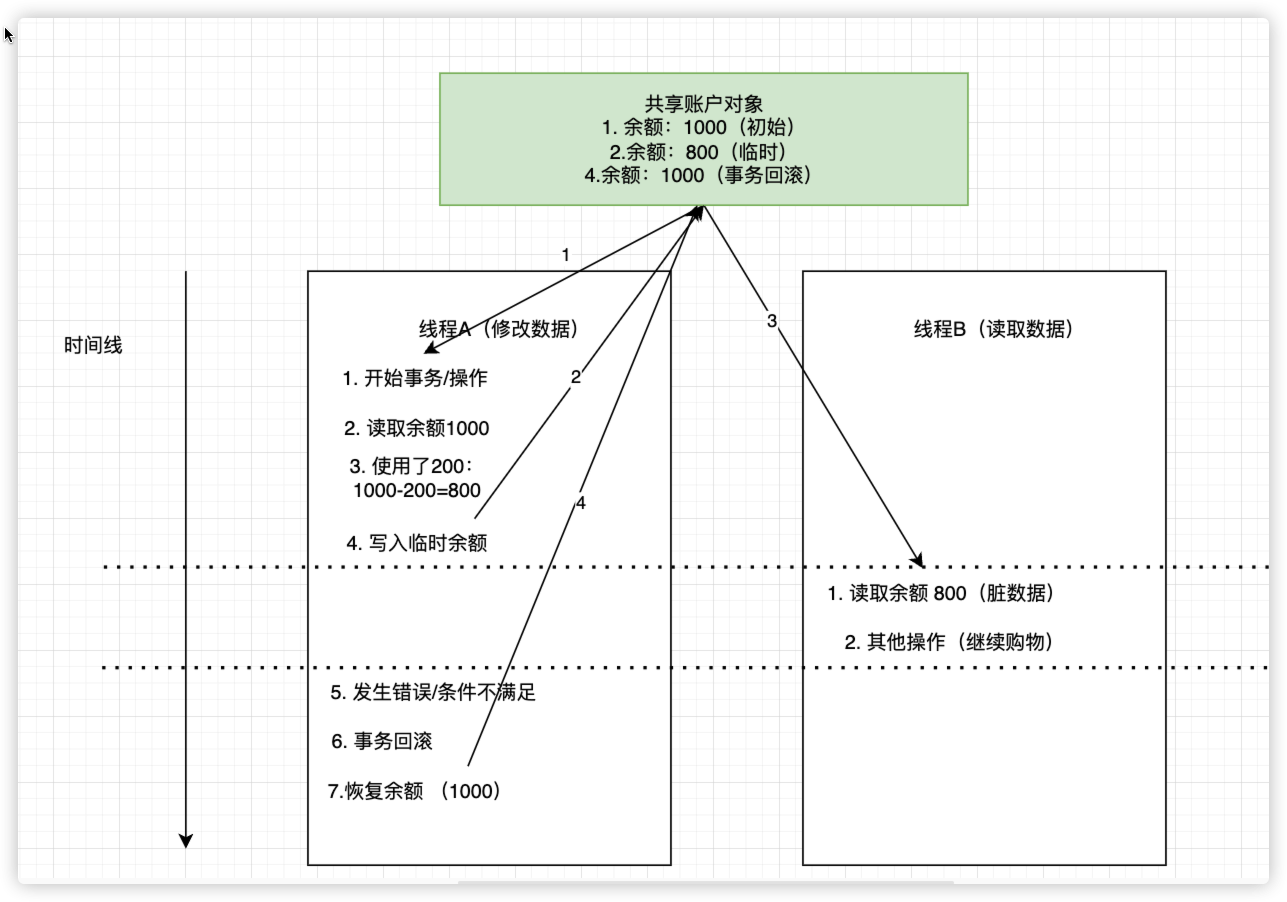 共享账户对象
1. 余额：1000（初始）
2.余额：800（临时）
4.余额：1000（事务回滚）
1
时间线
线程A（修改数据）
线程B（读取数据）
3
1. 开始事务/操作
2
2. 读取余额1000
3. 使用了200：
1000-200=800
4
4. 写入临时余额
1. 读取余额 800（脏数据）
2. 其他操作（继续购物）
5. 发生错误/条件不满足
6. 事务回滚
7.恢复余额 （1000）